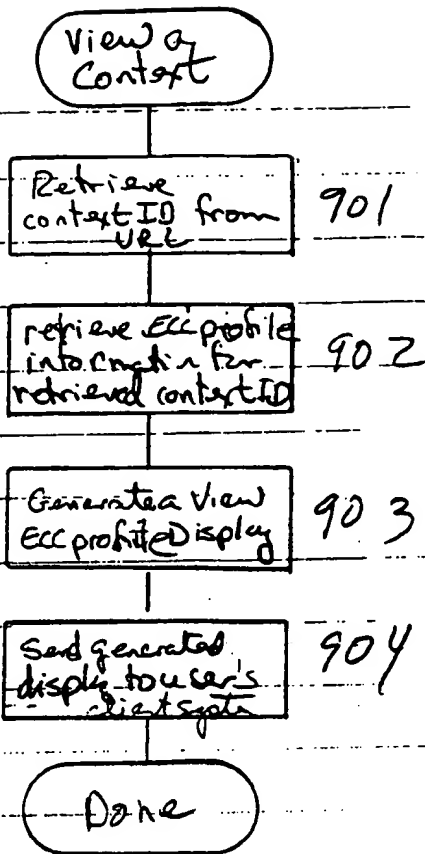 View a
Context
Retrieve
contextID from
URL
901
retrieve ECC profile
information for
retrieved contextID
902
Generate a View
ECC profile Display
903
Send generated
display to user's
client system
904
Done